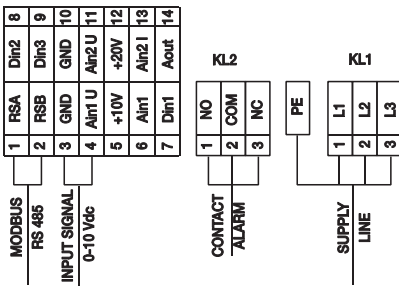 8 9 10 11 12 13 14
Din2 Din3 GND Ain2 U +20V Ain2 I Aout
RSA RSB GND Ain1 U +10V Ain1 Din1
1 2 3 4 5 6 7
MODBUS
RS 485
INPUT SIGNAL
0-10 Vdc
KL2
NO COM NC
1 2 3
CONTACT
ALARM
KL1
PE
L1 L2 L3
1 2 3
SUPPLY
LINE